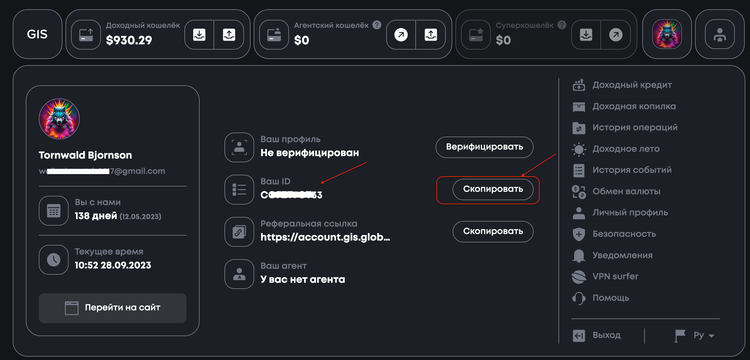 GIS
Доходный кошелёк
$930.29
Агентский кошелёк ?
$0
Суперкошелёк ?
$0
Tornwald Bjornson
7@gmail.com
Вы с нами
138 дней (12.05.2023)
Текущее время
10:52 28.09.2023
Перейти на сайт
Ваш профиль
Не верифицирован
Верифицировать
Ваш ID
Скопировать
Реферальная ссылка
https://account.gis.glob...
Скопировать
Ваш агент
У вас нет агента
Доходный кредит
Доходная копилка
История операций
Доходное лето
История событий
Обмен валюты
Личный профиль
Безопасность
Уведомления
VPN surfer
Помощь
Выход
Ру